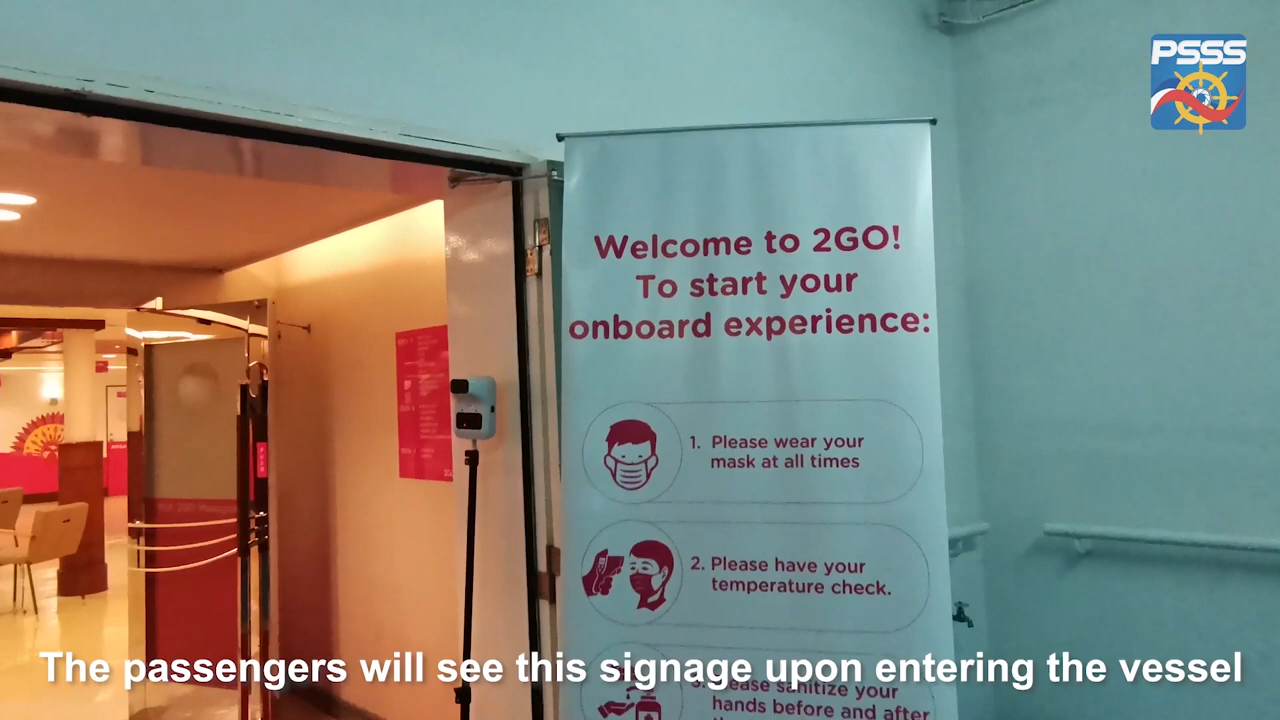 PSSS
Welcome to 2GO!
To start your
onboard experience:
1. Please wear your
mask at all times
2. Please have your
temperature check.
3. Please sanitize your
hands before and after
The passengers will see this signage upon entering the vessel